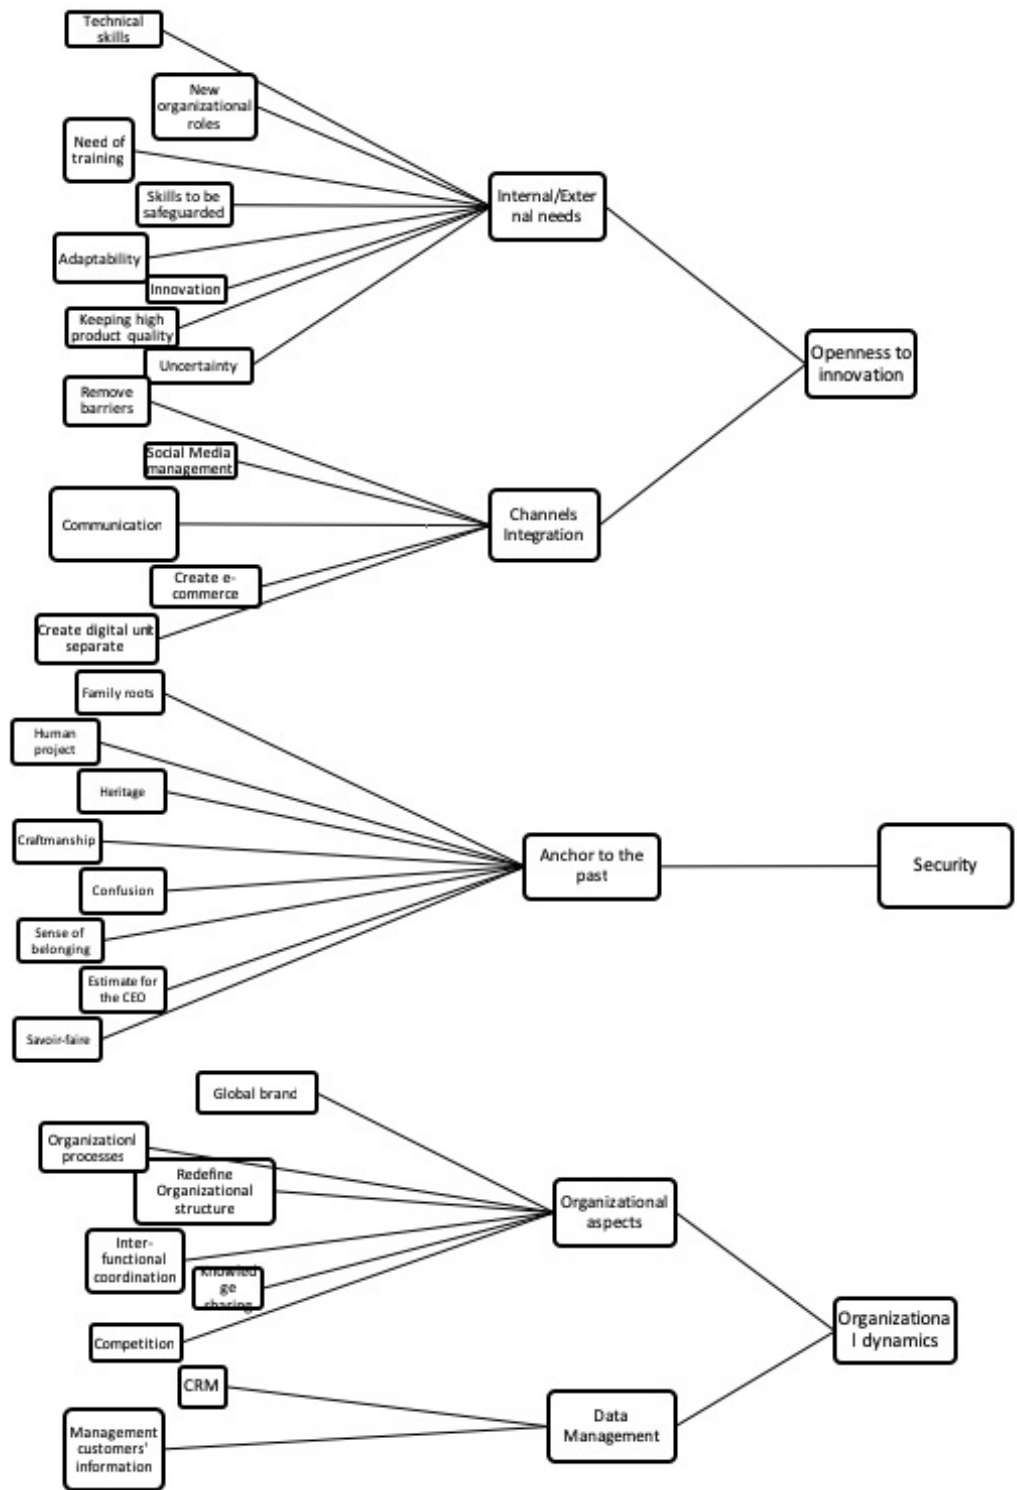 Technical
skills
New
organizational
roles
Need of
training
Skills to be
safeguarded
Adaptability
Innovation
Keeping high
product quality
Uncertainty
Internal/Exter
nal needs
Remove
barriers
Social Media
management
Communication
Create e-
commerce
Create digital unit
separate
Channels
Integration
Openness to
innovation
Family roots
Human
project
Heritage
Craftmanship
Confusion
Sense of
belonging
Estimate for
the CEO
Savoir-faire
Anchor to the
past
Security
Global brand
Organizationl
processes
Redefine
Organizational
structure
Inter-
functional
coordination
Knowled
ge
sharing
Competition
Organizational
aspects
CRM
Management
customers'
information
Data
Management
Organizationa
l dynamics